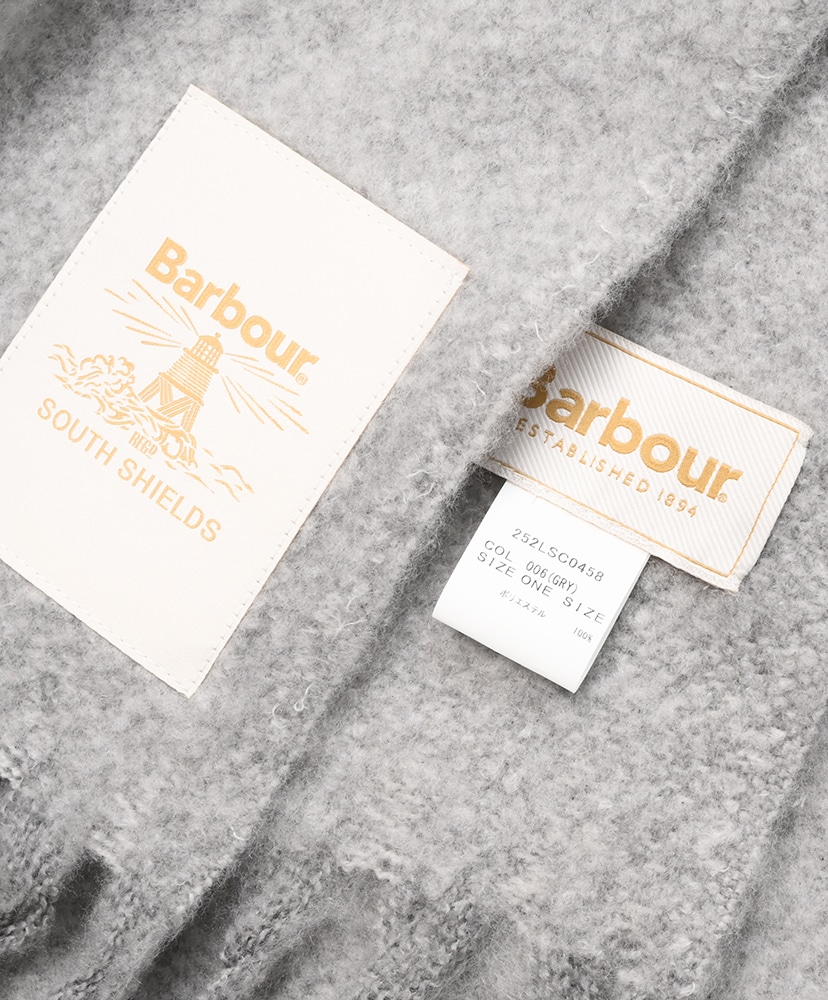 Barbour®
REGD
SOUTH SHIELDS
Barbour®
ESTABLISHED 1894
252LSC0458
COL 006(GRY)
SIZE ONE SIZE
ポリエステル 100%